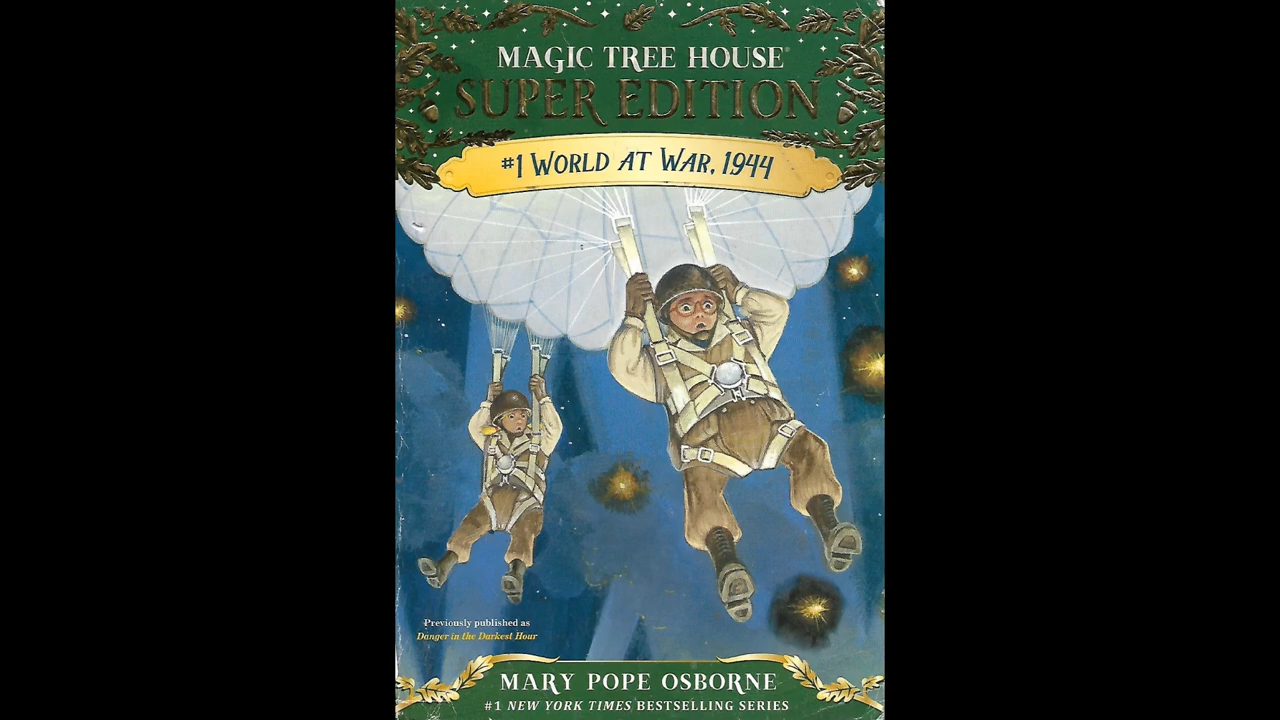 MAGIC TREE HOUSE®
SUPER EDITION
#1 WORLD AT WAR, 1944
Previously published as
Danger in the Darkest Hour
MARY POPE OSBORNE
#1 NEW YORK TIMES BESTSELLING SERIES